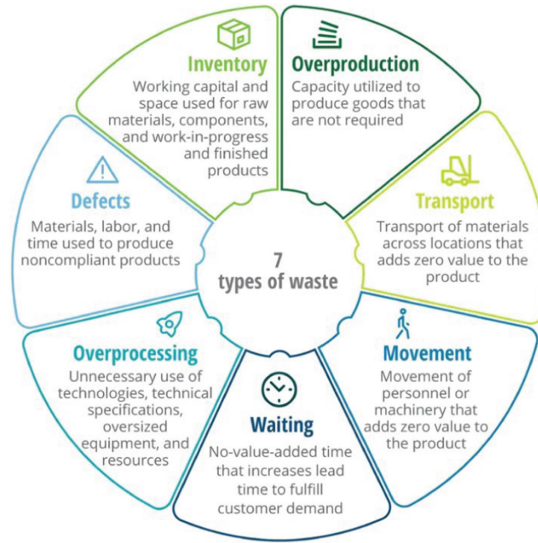 Inventory
Working capital and
space used for raw
materials, components,
and work-in-progress
and finished
products
Overproduction
Capacity utilized to
produce goods that
are not required
Transport
Transport of materials
across locations that
adds zero value to the
product
Movement
Movement of
personnel or
machinery that
adds zero value to
the product
Waiting
No-value-added time
that increases lead
time to fulfill
customer demand
Overprocessing
Unnecessary use of
technologies, technical
specifications,
oversized
equipment, and
resources
Defects
Materials, labor, and
time used to produce
noncompliant products
7
types of waste